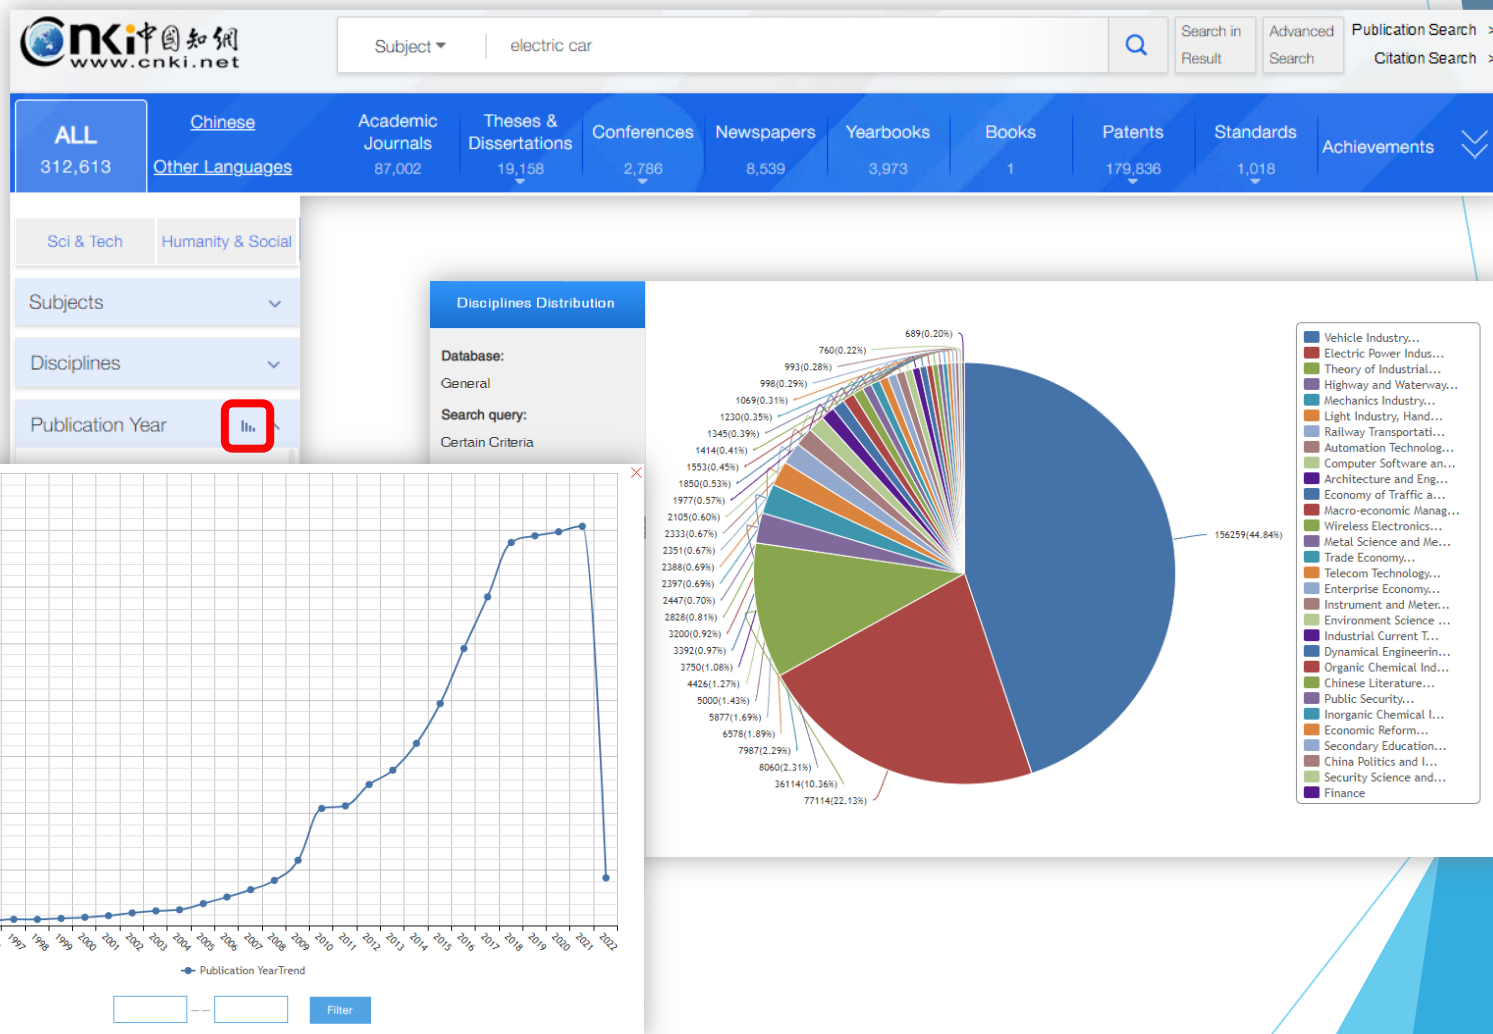 cnki中国知网
www.cnki.net
Subject
electric car
Search in
Result
Advanced
Search
Publication Search >
Citation Search >
ALL
312,613
Chinese
Other Languages
Academic
Journals
87,002
Theses &
Dissertations
19,158
Conferences
2,786
Newspapers
8,539
Yearbooks
3,973
Books
1
Patents
179,836
Standards
1,018
Achievements
Sci & Tech
Humanity & Social
Subjects
Disciplines
Publication Year
Disciplines Distribution
Database:
General
Search query:
Certain Criteria
689(0.20%)
760(0.22%)
993(0.28%)
998(0.29%)
1069(0.31%)
1230(0.35%)
1345(0.39%)
1414(0.41%)
1553(0.45%)
1850(0.53%)
1977(0.57%)
2105(0.60%)
2333(0.67%)
2351(0.67%)
2388(0.69%)
2397(0.69%)
2447(0.70%)
2828(0.81%)
3200(0.92%)
3392(0.97%)
3750(1.08%)
4426(1.27%)
5000(1.43%)
5877(1.69%)
6578(1.89%)
7987(2.29%)
8060(2.31%)
36114(10.36%)
77114(22.13%)
156259(44.84%)
Vehicle Industry...
Electric Power Indus...
Theory of Industrial...
Highway and Waterway...
Mechanics Industry...
Light Industry, Hand...
Railway Transportati...
Automation Technolog...
Computer Software an...
Architecture and Eng...
Economy of Traffic a...
Macro-economic Manag...
Wireless Electronics...
Metal Science and Me...
Trade Economy...
Telecom Technology...
Enterprise Economy...
Instrument and Meter...
Environment Science ...
Industrial Current T...
Dynamical Engineerin...
Organic Chemical Ind...
Chinese Literature...
Public Security...
Inorganic Chemical I...
Economic Reform...
Secondary Education...
China Politics and I...
Security Science and...
Finance
1997 1998 1999 2000 2001 2002 2003 2004 2005 2006 2007 2008 2009 2010 2011 2012 2013 2014 2015 2016 2017 2018 2019 2020 2021 2022
Publication YearTrend
--
Filter